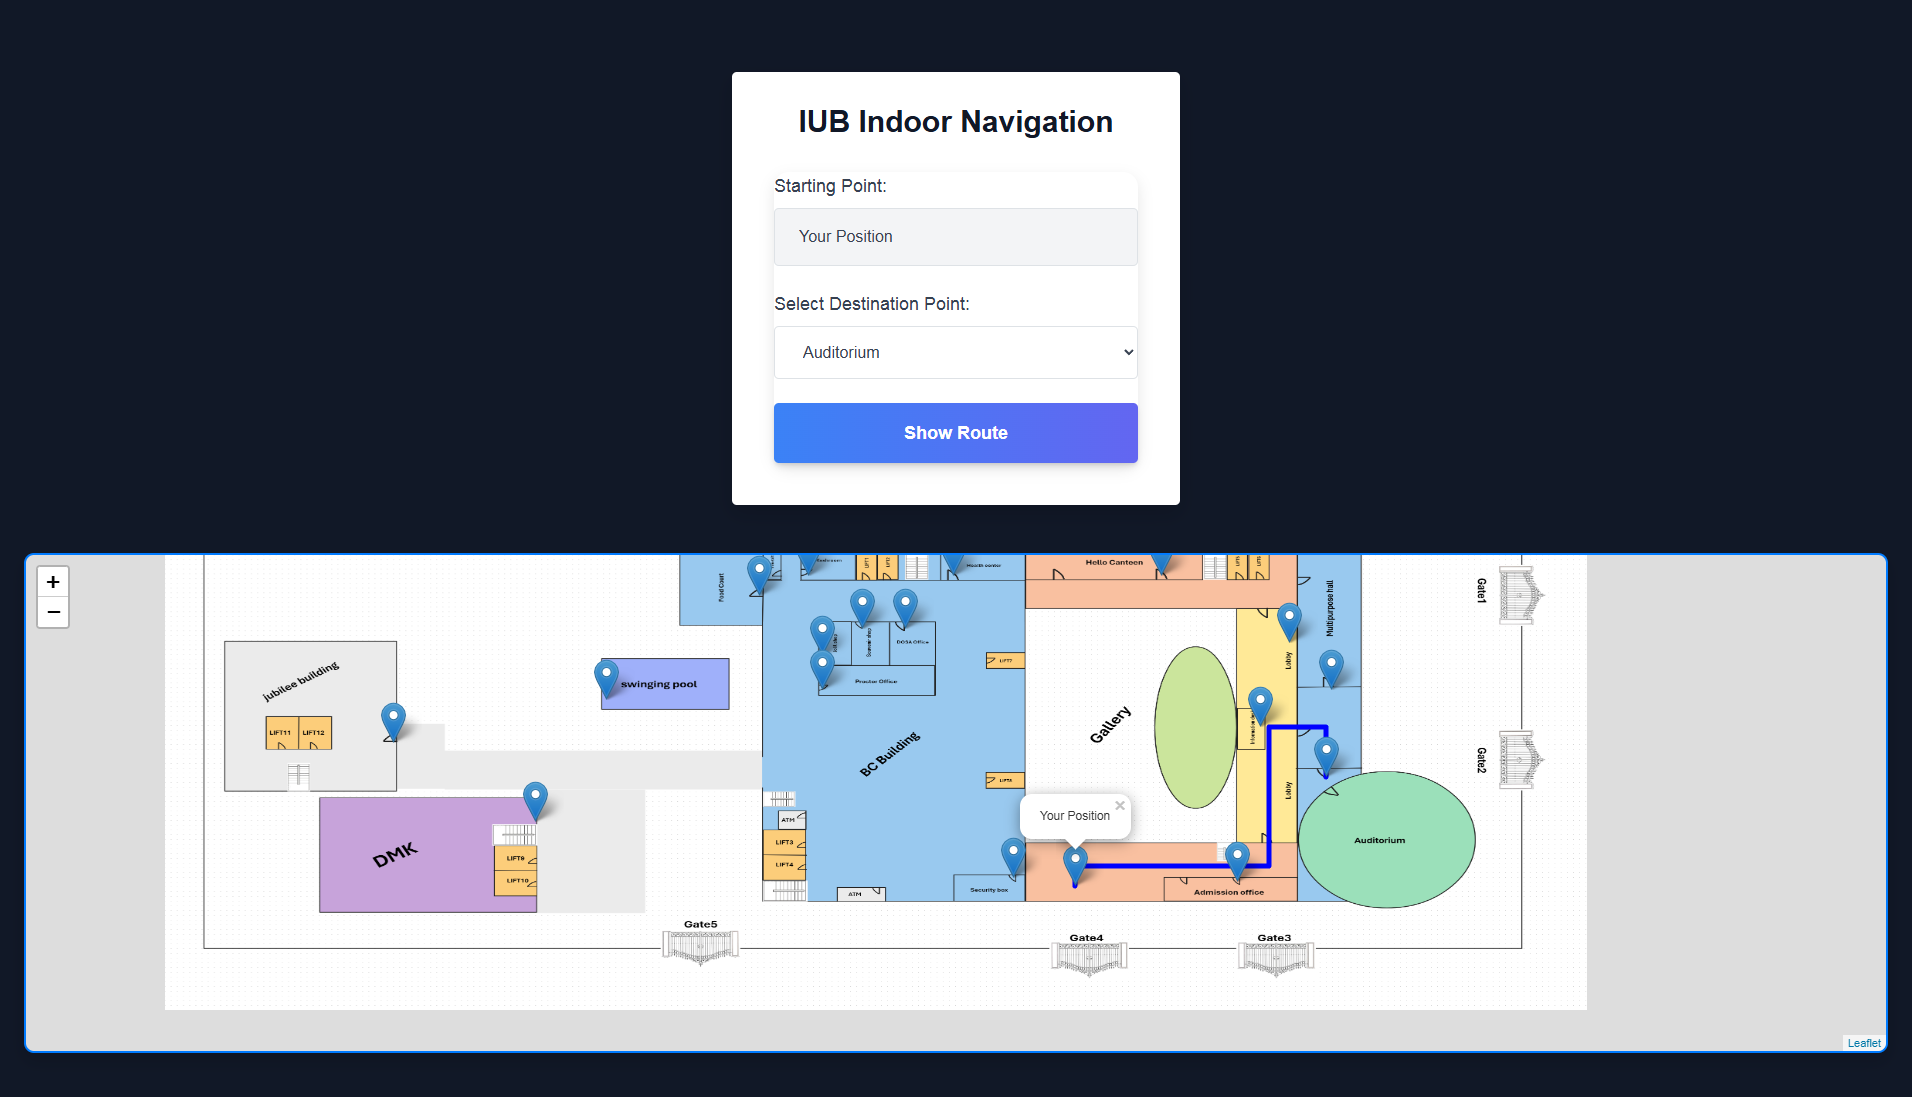 IUB Indoor Navigation
Starting Point:
Your Position
Select Destination Point:
Auditorium
Show Route
+
−
Food Court
Health center
Hello Canteen
Multipurpose hall
Gate1
DOSA Office
Proctor Office
LIFT7
Lobby
jubilee building
LIFT11
LIFT12
swinging pool
BC Building
Gallery
Gate2
LIFT8
Lobby
Your Position
×
ATM
LIFT3
LIFT4
DMK
LIFT9
LIFT10
Auditorium
Security box
ATM
Admission office
Gate5
Gate4
Gate3
Leaflet